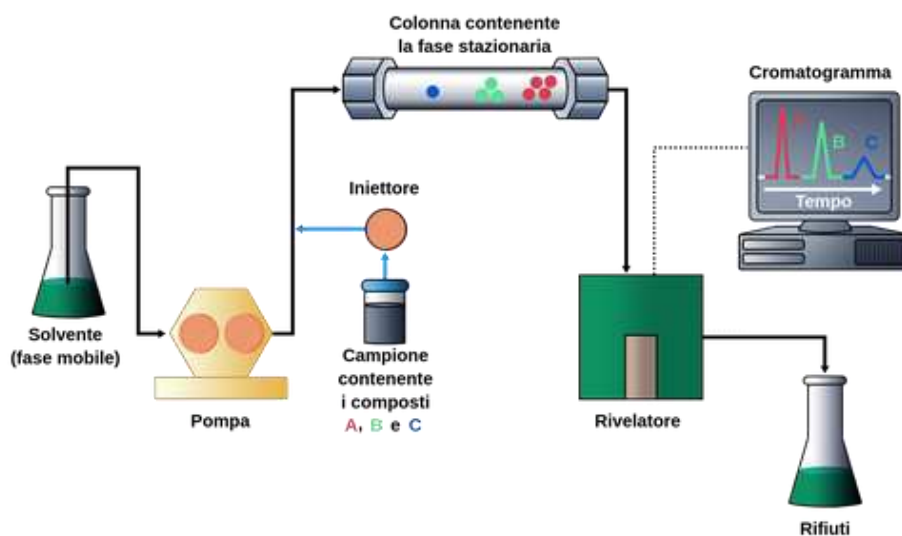 Colonna contenente
la fase stazionaria
Cromatogramma
A
B
C
Tempo
Iniettore
Solvente
(fase mobile)
Campione
contenente
i composti
A, B e C
Pompa
Rivelatore
Rifiuti